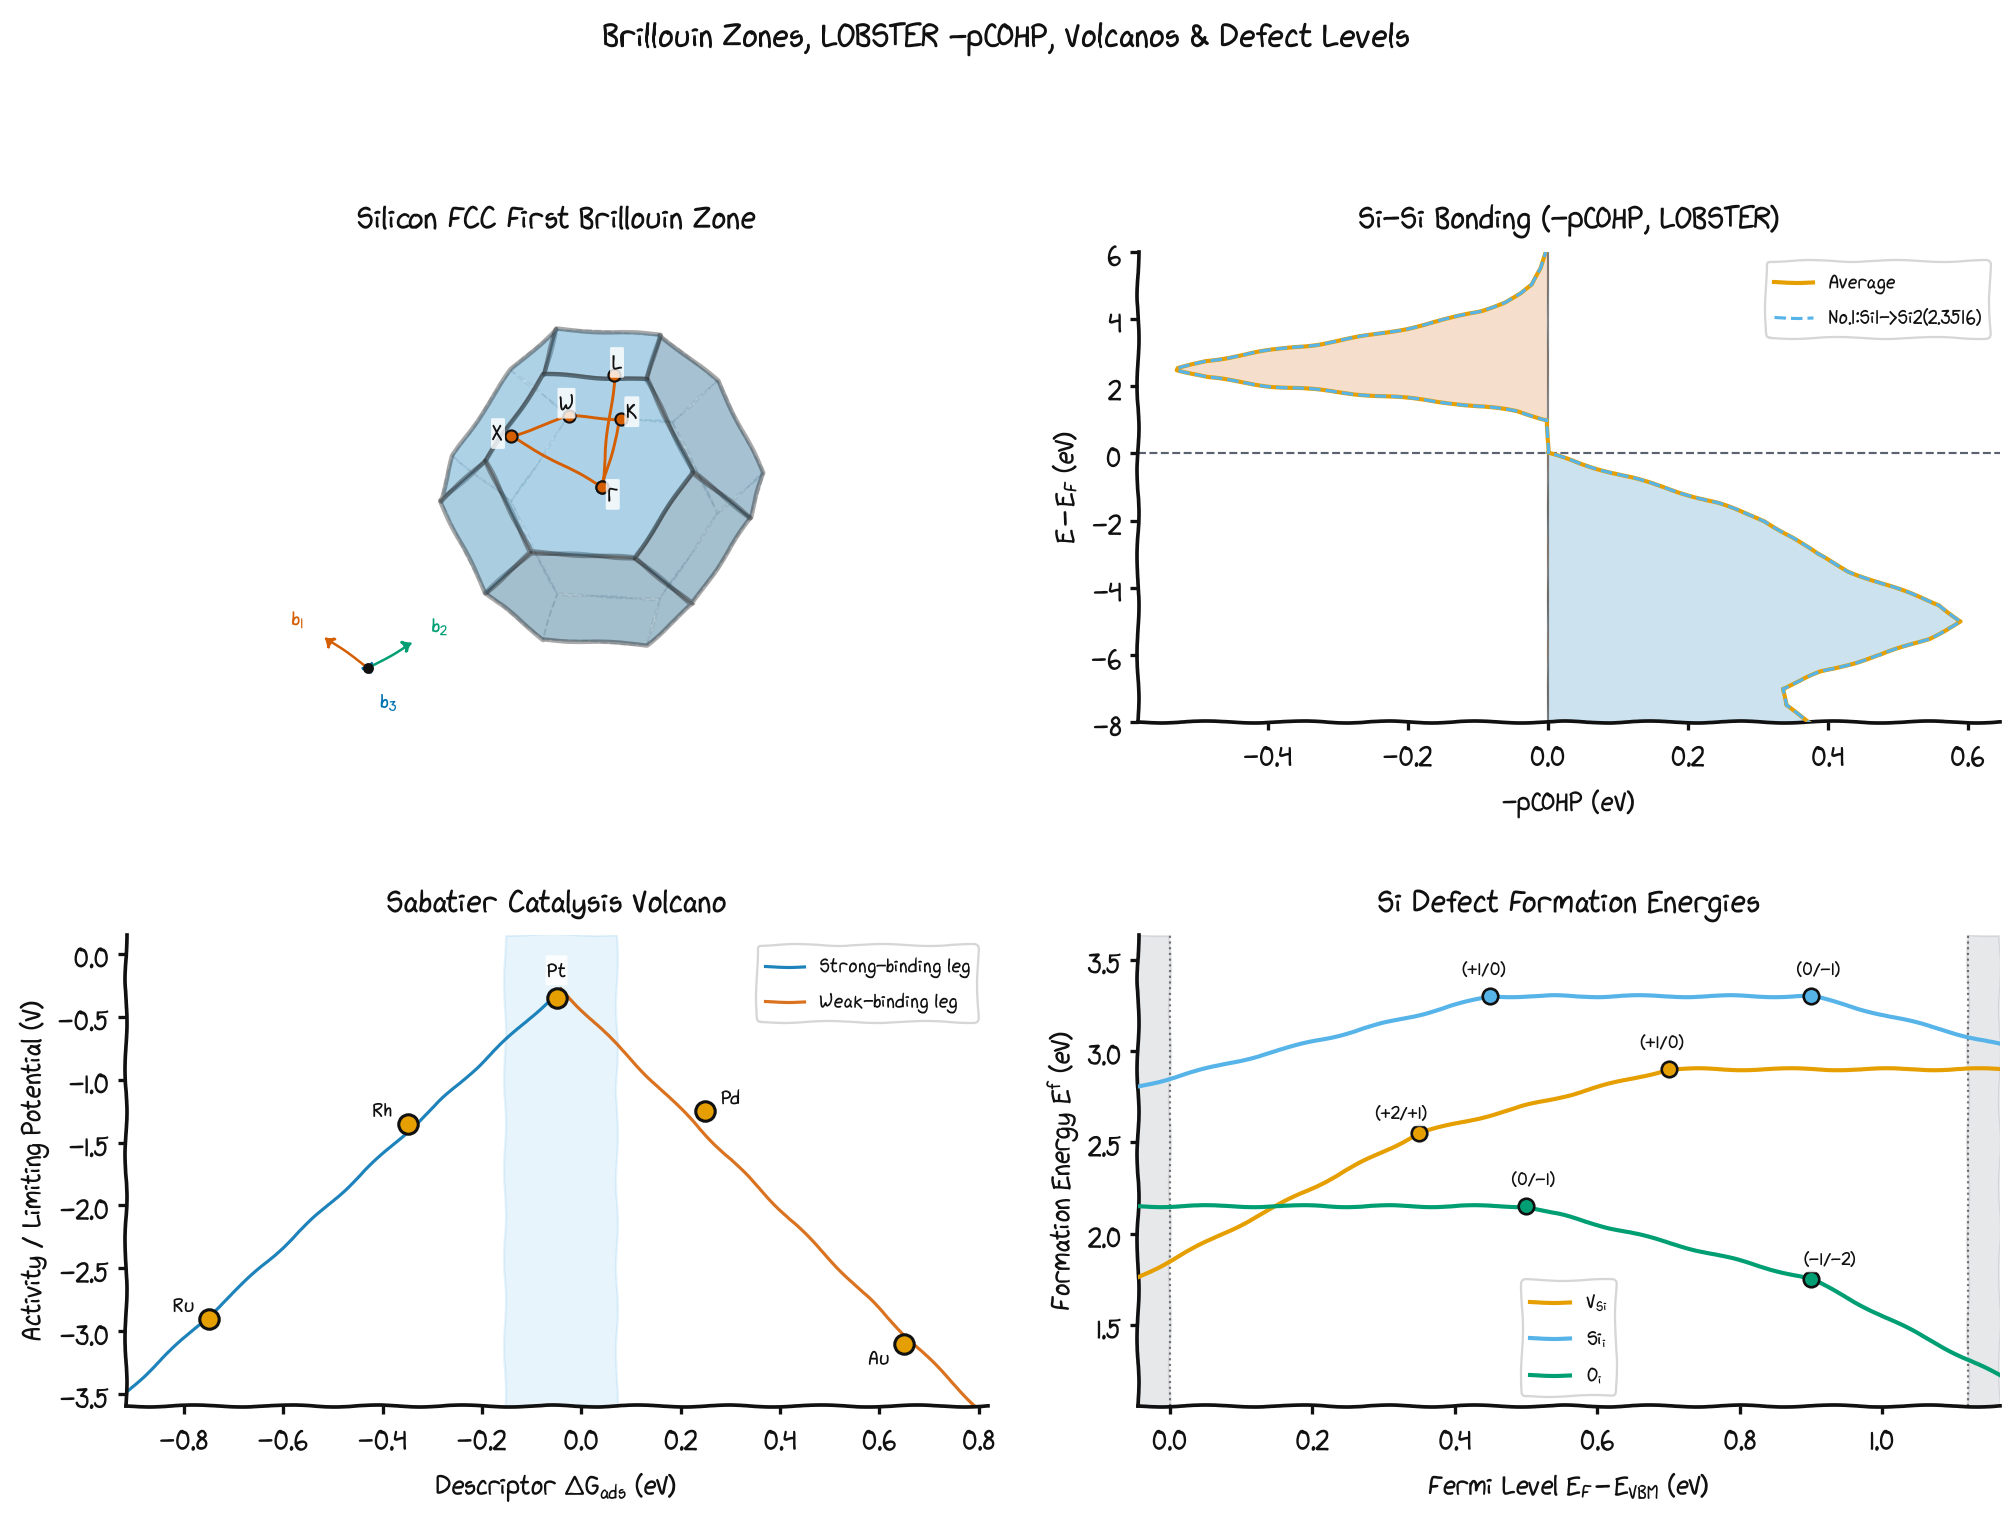 Brillouin Zones, LOBSTER −pCOHP, Volcanos & Defect Levels
Silicon FCC First Brillouin Zone
L
W
K
X
Γ
b1
b2
b3
Si−Si Bonding (−pCOHP, LOBSTER)
6
4
2
0
−2
−4
−6
−8
E − EF (eV)
Average
No.1:Si1->Si2(2.3516)
−0.4
−0.2
0.0
0.2
0.4
0.6
−pCOHP (eV)
Sabatier Catalysis Volcano
0.0
−0.5
−1.0
−1.5
−2.0
−2.5
−3.0
−3.5
Activity / Limiting Potential (V)
Strong-binding leg
Weak-binding leg
Pt
Rh
Pd
Ru
Au
−0.8
−0.6
−0.4
−0.2
0.0
0.2
0.4
0.6
0.8
Descriptor ΔGads (eV)
Si Defect Formation Energies
3.5
3.0
2.5
2.0
1.5
Formation Energy Ef (eV)
(+1/0)
(0/−1)
(+1/0)
(+2/+1)
(0/−1)
(−1/−2)
VSi
Sii
Oi
0.0
0.2
0.4
0.6
0.8
1.0
Fermi Level EF − EVBM (eV)